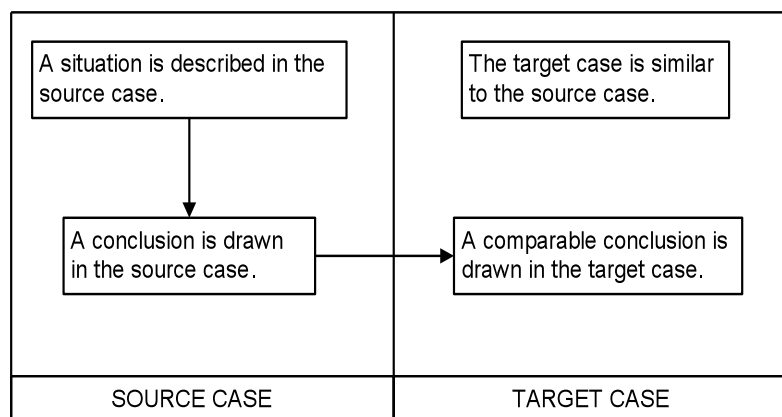 A situation is described in the
source case.
The target case is similar
to the source case.
A conclusion is drawn
in the source case.
A comparable conclusion is
drawn in the target case.
SOURCE CASE
TARGET CASE